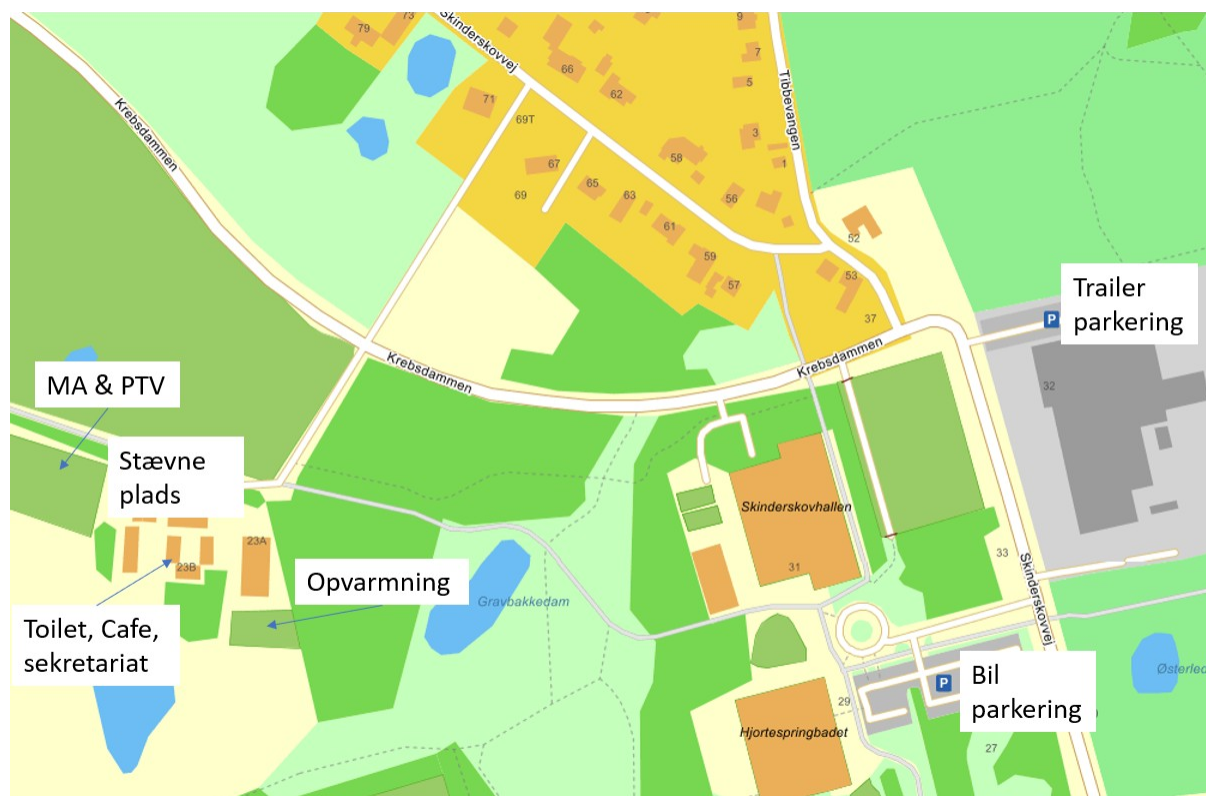 79
73
Skinderskovvej
9
7
66
Tibbevangen
5
62
71
Krebsdammen
69T
3
58
1
67
65
63
69
56
61
52
59
53
57
Trailer
parkering
P
37
Krebsdammen
Krebsdammen
32
MA & PTV
Stævne
plads
Skinderskovhallen
23A
33
31
23B
Skinderskovvej
Opvarmning
Gravbakkedam
Toilet, Cafe,
sekretariat
P
Bil
parkering
Østerled
29
Hjortespringbadet
27